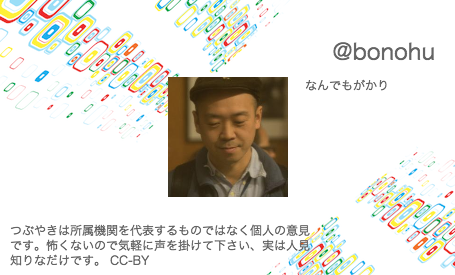 @bonohu
なんでもがかり
つぶやきは所属機関を代表するものではなく個人の意見
です。怖くないので気軽に声を掛けて下さい、実は人見
知りなだけです。 CC-BY